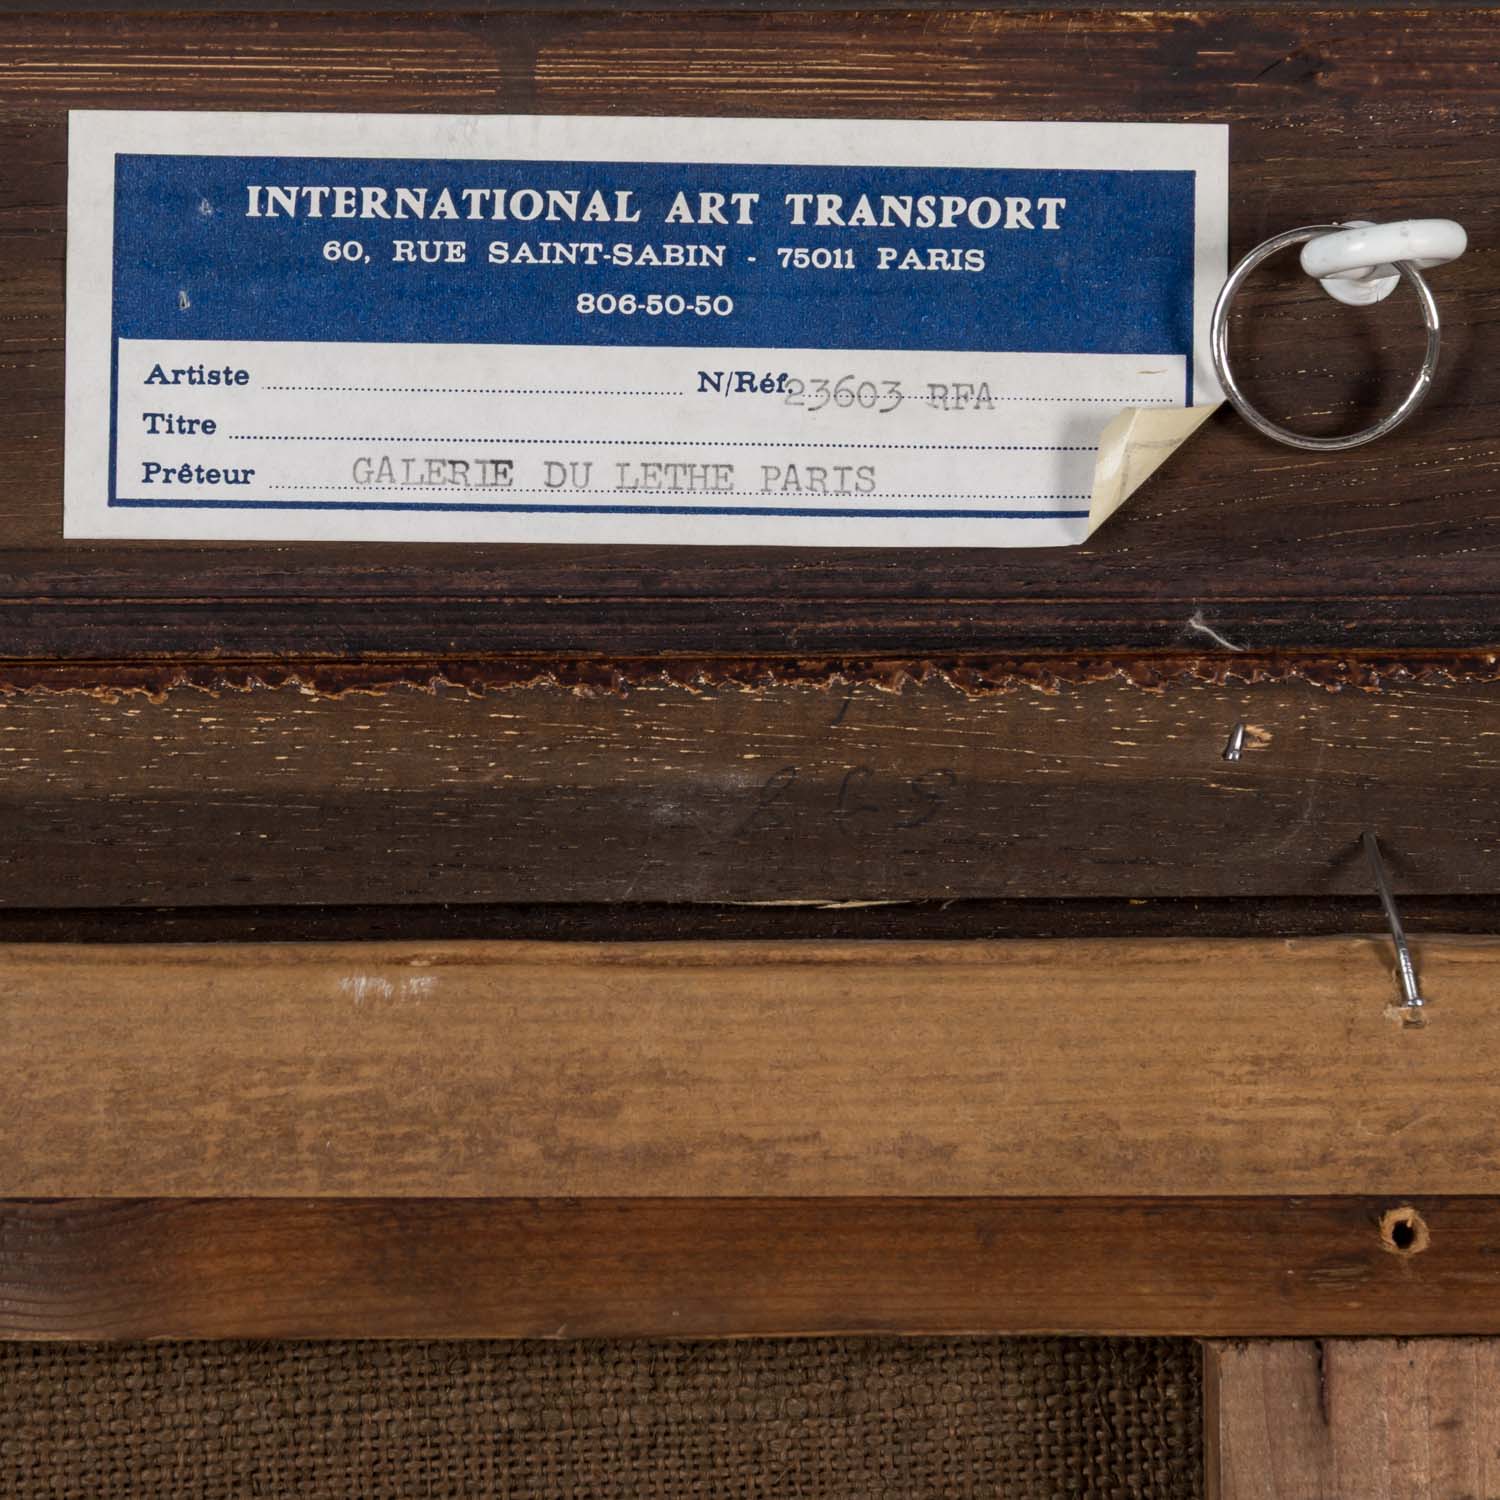 INTERNATIONAL ART TRANSPORT
60, RUE SAINT-SABIN - 75011 PARIS
806-50-50
Artiste N/Réf. 23603 RFA
Titre
Prêteur GALERIE DU LETHE PARIS